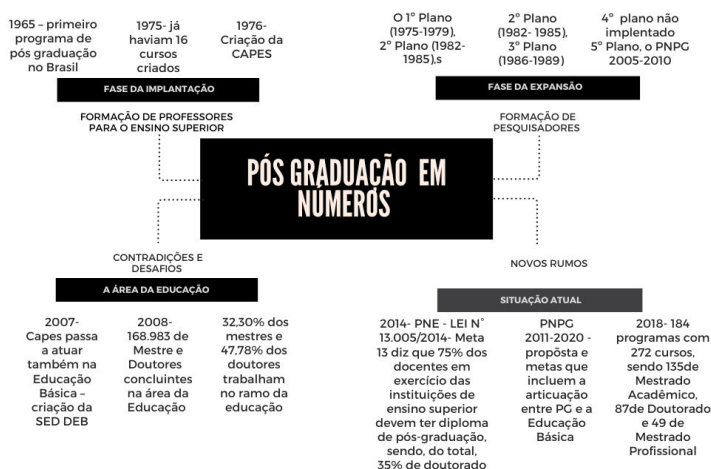 1965 – primeiro
programa de
pós graduação
no Brasil
1975- já
haviam 16
cursos
criados
1976-
Criação da
CAPES
FASE DA IMPLANTAÇÃO
FORMAÇÃO DE PROFESSORES
PARA O ENSINO SUPERIOR
O 1º Plano
(1975-1979),
2º Plano (1982-
1985),s
2º Plano
(1982- 1985),
3º Plano
(1986-1989)
4º plano não
implentado
5º Plano, o PNPG
2005-2010
FASE DA EXPANSÃO
FORMAÇÃO DE
PESQUISADORES
PÓS GRADUAÇÃO EM
NÚMEROS
CONTRADIÇÕES E
DESAFIOS
A ÁREA DA EDUCAÇÃO
2007-
Capes passa
a atuar
também na
Educação
Básica –
criação da
SED DEB
2008-
168.983 de
Mestre e
Doutores
concluintes
na área da
Educação
32,30% dos
mestres e
47,78% dos
doutores
trabalham
no ramo da
educação
NOVOS RUMOS
SITUAÇÃO ATUAL
2014- PNE - LEI N°
13.005/2014- Meta
13 diz que 75% dos
docentes em
exercício das
instituições de
ensino superior
devem ter diploma
de pós-graduação,
sendo, do total,
35% de doutorado
PNPG
2011-2020 -
propõsta e
metas que
incluem a
articuação
entre PG e a
Educação
Básica
2018- 184
programas com
272 cursos,
sendo 135de
Mestrado
Acadêmico,
87de Doutorado
e 49 de
Mestrado
Profissional